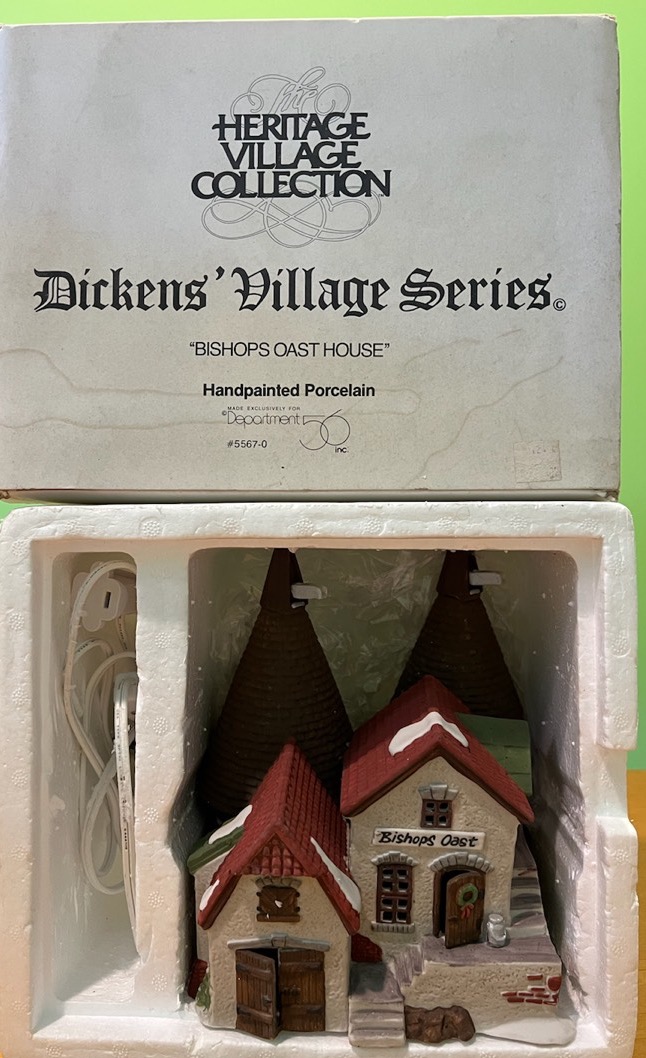 The
HERITAGE
VILLAGE
COLLECTION
Dickens' Village Series©
"BISHOPS OAST HOUSE"
Handpainted Porcelain
MADE EXCLUSIVELY FOR
©Department 56 inc.
#5567-0
Bishops Oast